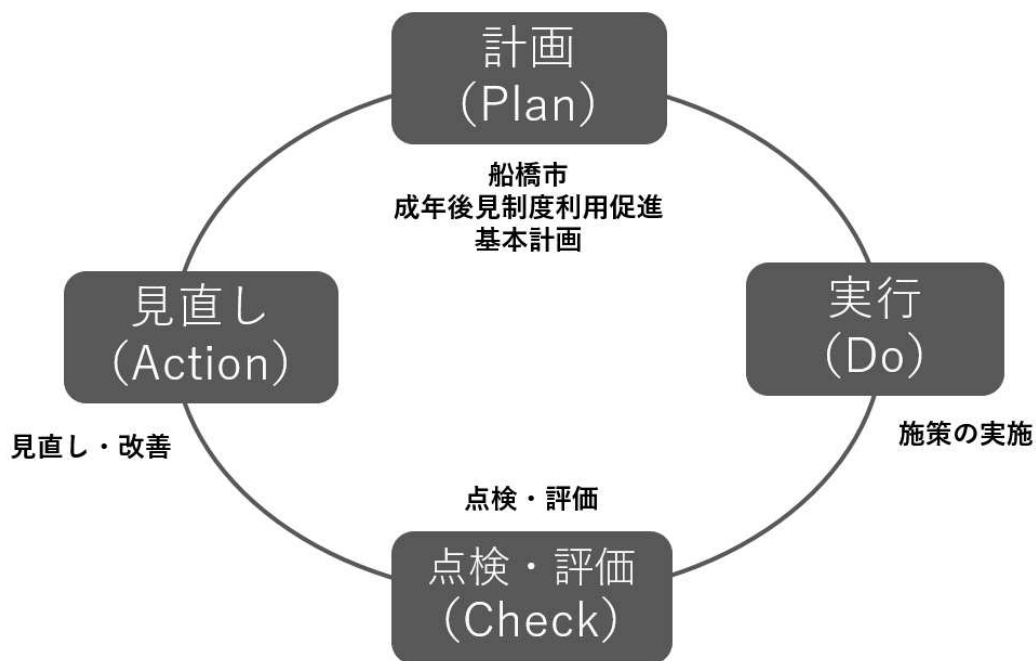 計画
(Plan)
船橋市
成年後見制度利用促進
基本計画
見直し
(Action)
見直し・改善
実行
(Do)
施策の実施
点検・評価
点検・評価
(Check)